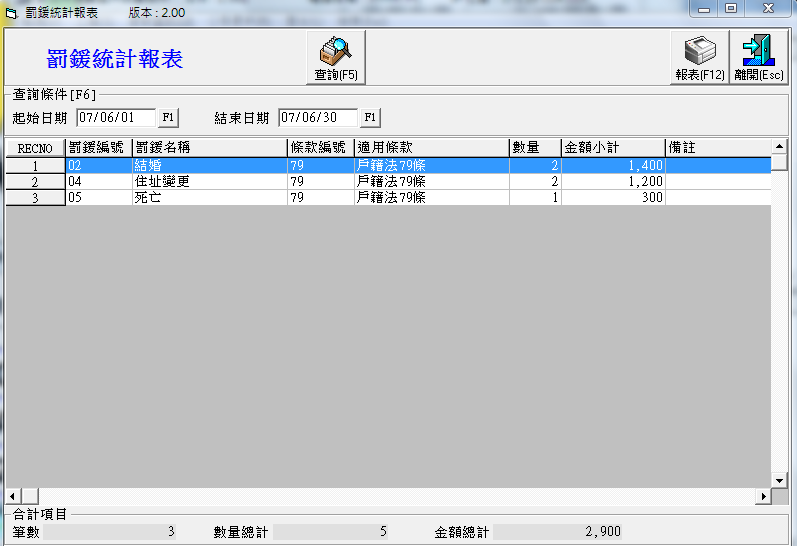 罰鍰統計報表 版本 : 2.00
罰鍰統計報表 查詢(F5) 報表(F12) 離開(Esc)
查詢條件[F6]
起始日期 07/06/01 F1 結束日期 07/06/30 F1
RECNO 罰鍰編號 罰鍰名稱 條款編號 適用條款 數量 金額小計 備註
1 02 結婚 79 戶籍法79條 2 1,400
2 04 住址變更 79 戶籍法79條 2 1,200
3 05 死亡 79 戶籍法79條 1 300
合計項目
筆數 3 數量總計 5 金額總計 2,900